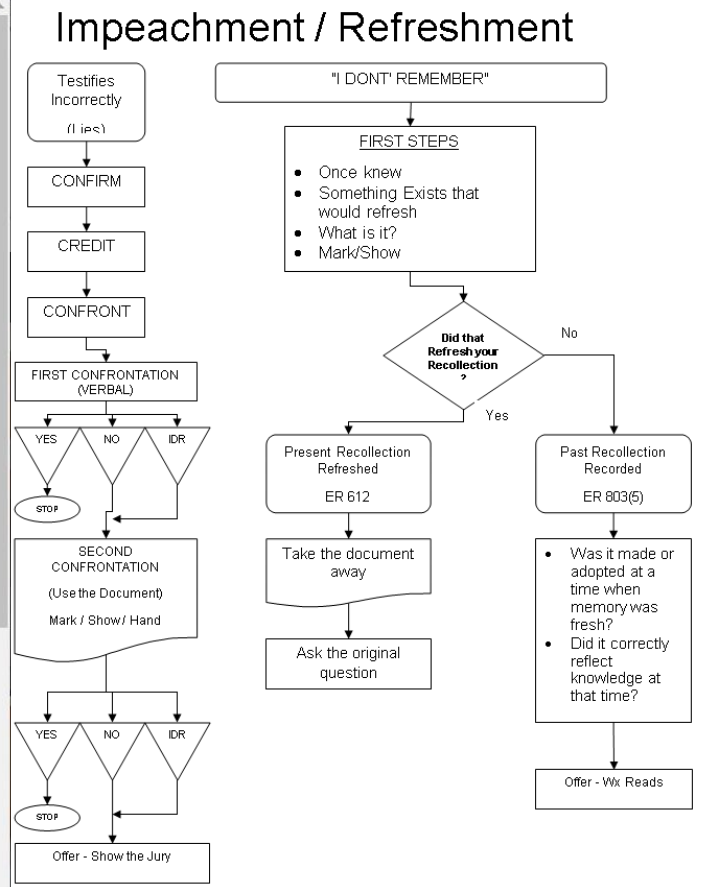 Impeachment / Refreshment
Testifies
Incorrectly
(Lies)
CONFIRM
CREDIT
CONFRONT
FIRST CONFRONTATION
(VERBAL)
YES
NO
IDR
STOP
SECOND
CONFRONTATION
(Use the Document)
Mark / Show / Hand
YES
NO
IDR
STOP
Offer - Show the Jury
"I DONT' REMEMBER"
FIRST STEPS
• Once knew
• Something Exists that
would refresh
• What is it?
• Mark/Show
Did that
Refresh your
Recollection
?
No
Yes
Present Recollection
Refreshed
ER 612
Take the document
away
Ask the original
question
Past Recollection
Recorded
ER 803(5)
• Was it made or
adopted at a
time when
memory was
fresh?
• Did it correctly
reflect
knowledge at
that time?
Offer - Wx Reads